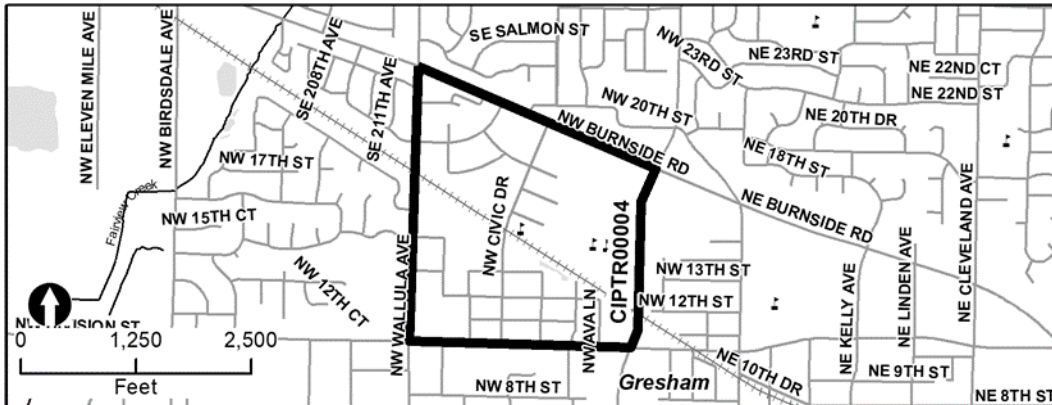 SE SALMON ST
NW 23RD ST
NE 23RD ST
NE 22ND CT
NE 22ND ST
NW ELEVEN MILE AVE
NW BIRDSDALE AVE
SE 208TH AVE
SE 211TH AVE
NW 20TH ST
NE 20TH DR
NW BURNSIDE RD
NE 18TH ST
NW 17TH ST
Fairview Creek
NW 15TH CT
NW CIVIC DR
CIPTR00004
NE BURNSIDE RD
NE CLEVELAND AVE
NW 12TH CT
NW WALLULA AVE
NW 13TH ST
NW 12TH ST
NE KELLY AVE
NE LINDEN AVE
NW AVA LN
NE 10TH DR
0 1,250 2,500
Feet
NW 8TH ST
Gresham
NE 9TH ST
NE 8TH ST